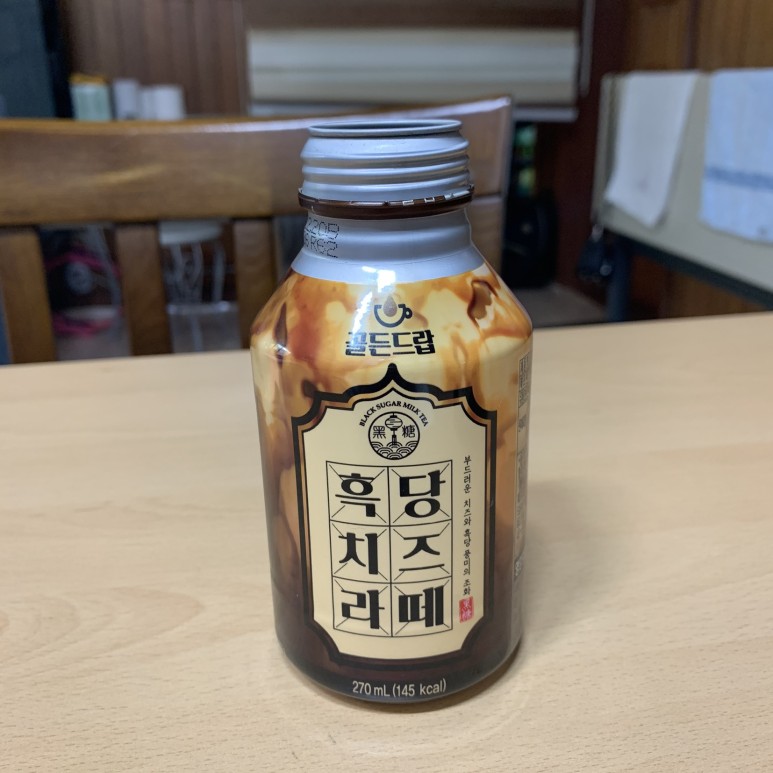 골든드랍
BLACK SUGAR MILK TEA
黑糖
흑당
치즈
라떼
부드러운 치즈와 흑당 풍미의 조화
270 mL (145 kcal)